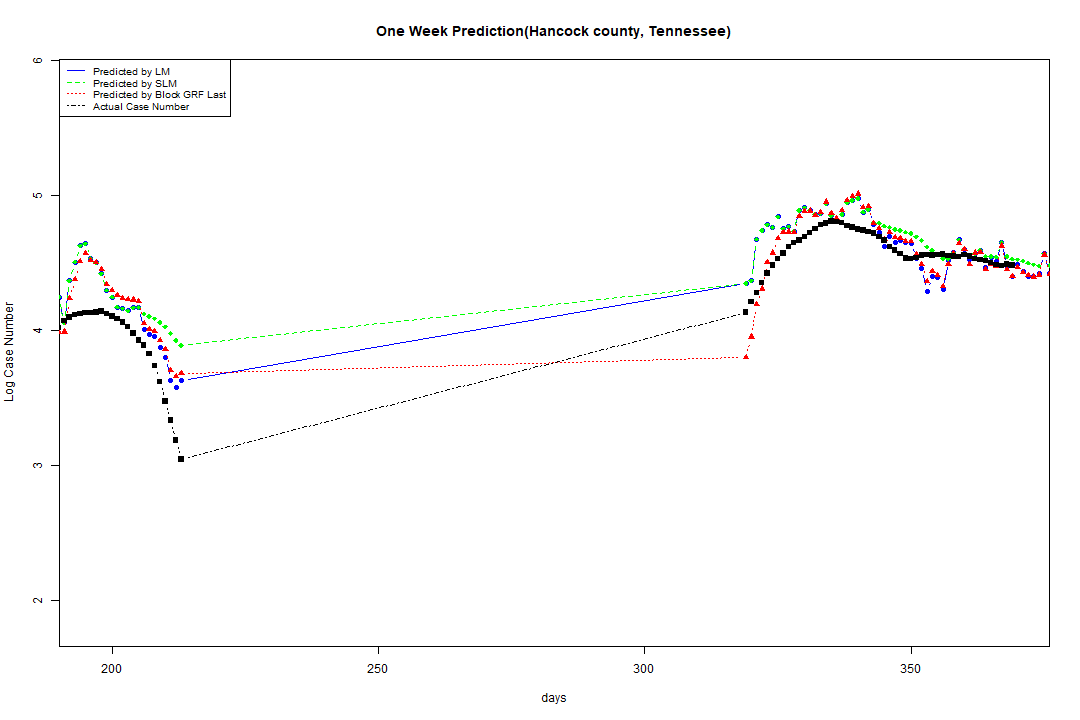 One Week Prediction(Hancock county, Tennessee)
Predicted by LM
Predicted by SLM
Predicted by Block GRF Last
Actual Case Number
6
5
4
3
2
Log Case Number
200
250
300
350
days